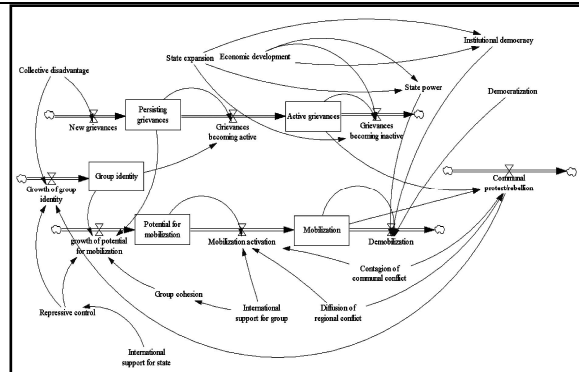 State expansion
Economic development
Institutional democracy
Collective disadvantage
State power
Democratization
New grievances
Persisting
grievances
Grievances
becoming active
Active grievances
Grievances
becoming inactive
Growth of group
identity
Group identity
Communal
protect/rebellion
growth of potential
for mobilization
Potential for
mobilization
Mobilization activation
Mobilization
Demobilization
Contagion of
communal conflict
Group cohesion
Repressive control
International
support for group
Diffusion of
regional conflict
International
support for state